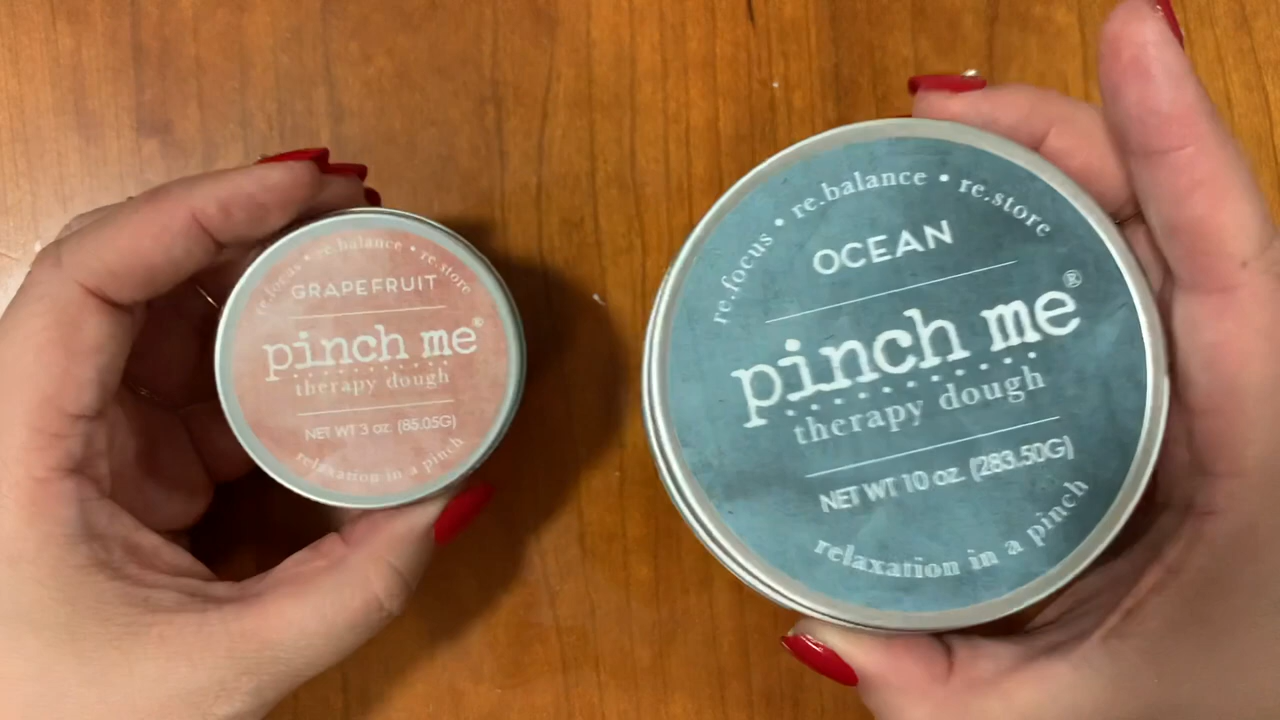 re.focus • re.balance • re.store
GRAPEFRUIT
pinch me®
therapy dough
NET WT 3 oz. (85.05G)
relaxation in a pinch
re.focus • re.balance • re.store
OCEAN
pinch me®
therapy dough
NET WT 10 oz. (283.50G)
relaxation in a pinch